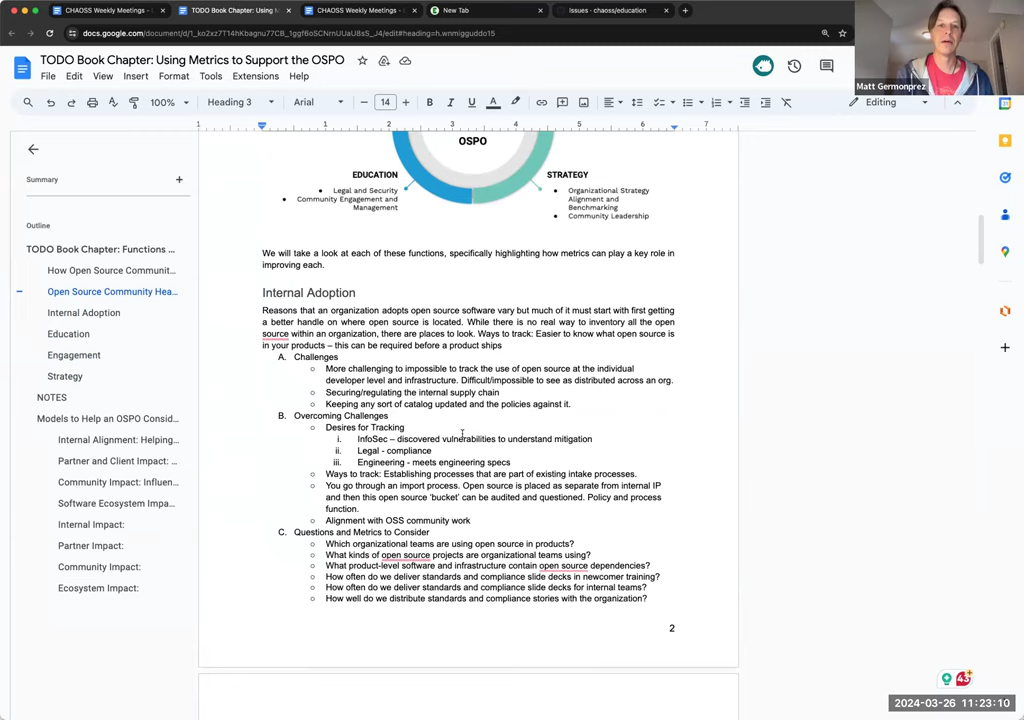 CHAOSS Weekly Meetings -
TODO Book Chapter: Using M
CHAOSS Weekly Meetings -
New Tab
Issues · chaoss/education
docs.google.com/document/d/1_ko2xz7T14hKbagnu77CB_1ggf6oSCNrnUUaU8sS_J4/edit#heading=h.wnmigguddo15
Matt Germonprez
TODO Book Chapter: Using Metrics to Support the OSPO
File Edit View Insert Format Tools Extensions Help
100% Heading 3 Arial 14 B I U A Editing
1 1 2 3 4 5 6 7
Summary
Outline
TODO Book Chapter: Functions ...
How Open Source Communit...
Open Source Community Hea...
Internal Adoption
Education
Engagement
Strategy
NOTES
Models to Help an OSPO Consid...
Internal Alignment: Helping...
Partner and Client Impact: ...
Community Impact: Influen...
Software Ecosystem Impa...
Internal Impact:
Partner Impact:
Community Impact:
Ecosystem Impact:
OSPO
EDUCATION
• Legal and Security
• Community Engagement and
Management
STRATEGY
• Organizational Strategy
Alignment and
Benchmarking
• Community Leadership
We will take a look at each of these functions, specifically highlighting how metrics can play a key role in
improving each.
Internal Adoption
Reasons that an organization adopts open source software vary but much of it must start with first getting
a better handle on where open source is located. While there is no real way to inventory all the open
source within an organization, there are places to look. Ways to track: Easier to know what open source is
in your products – this can be required before a product ships
A. Challenges
○ More challenging to impossible to track the use of open source at the individual
developer level and infrastructure. Difficult/impossible to see as distributed across an org.
○ Securing/regulating the internal supply chain
○ Keeping any sort of catalog updated and the policies against it.
B. Overcoming Challenges
○ Desires for Tracking
i. InfoSec – discovered vulnerabilities to understand mitigation
ii. Legal - compliance
iii. Engineering - meets engineering specs
○ Ways to track: Establishing processes that are part of existing intake processes.
○ You go through an import process. Open source is placed as separate from internal IP
and then this open source ‘bucket’ can be audited and questioned. Policy and process
function.
○ Alignment with OSS community work
C. Questions and Metrics to Consider
○ Which organizational teams are using open source in products?
○ What kinds of open source projects are organizational teams using?
○ What product-level software and infrastructure contain open source dependencies?
○ How often do we deliver standards and compliance slide decks in newcomer training?
○ How often do we deliver standards and compliance slide decks for internal teams?
○ How well do we distribute standards and compliance stories with the organization?
2
43
2024-03-26 11:23:10